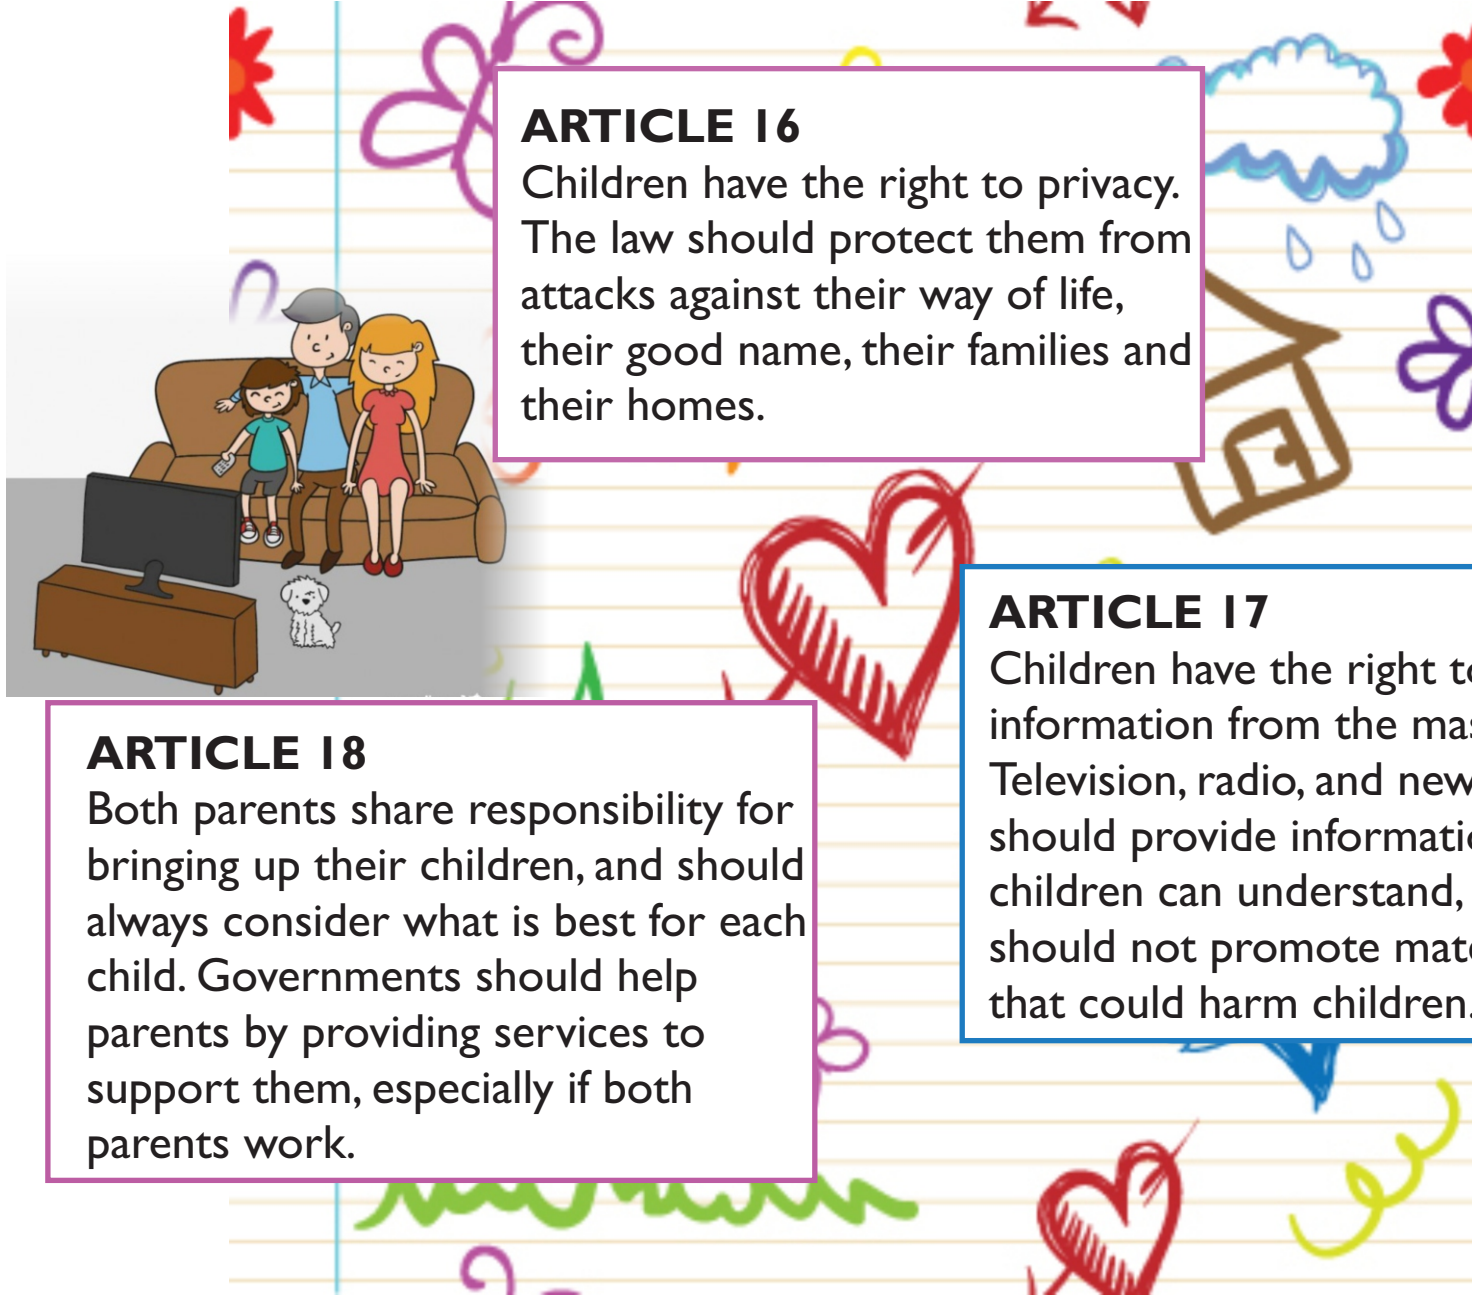 ARTICLE 16
Children have the right to privacy.
The law should protect them from
attacks against their way of life,
their good name, their families and
their homes.
ARTICLE 17
Children have the right
information from the
Television, radio, and
should provide
children can understand,
should not promote
that could harm children.
ARTICLE 18
Both parents share responsibility for
bringing up their children, and should
always consider what is best for each
child. Governments should help
parents by providing services to
support them, especially if both
parents work.